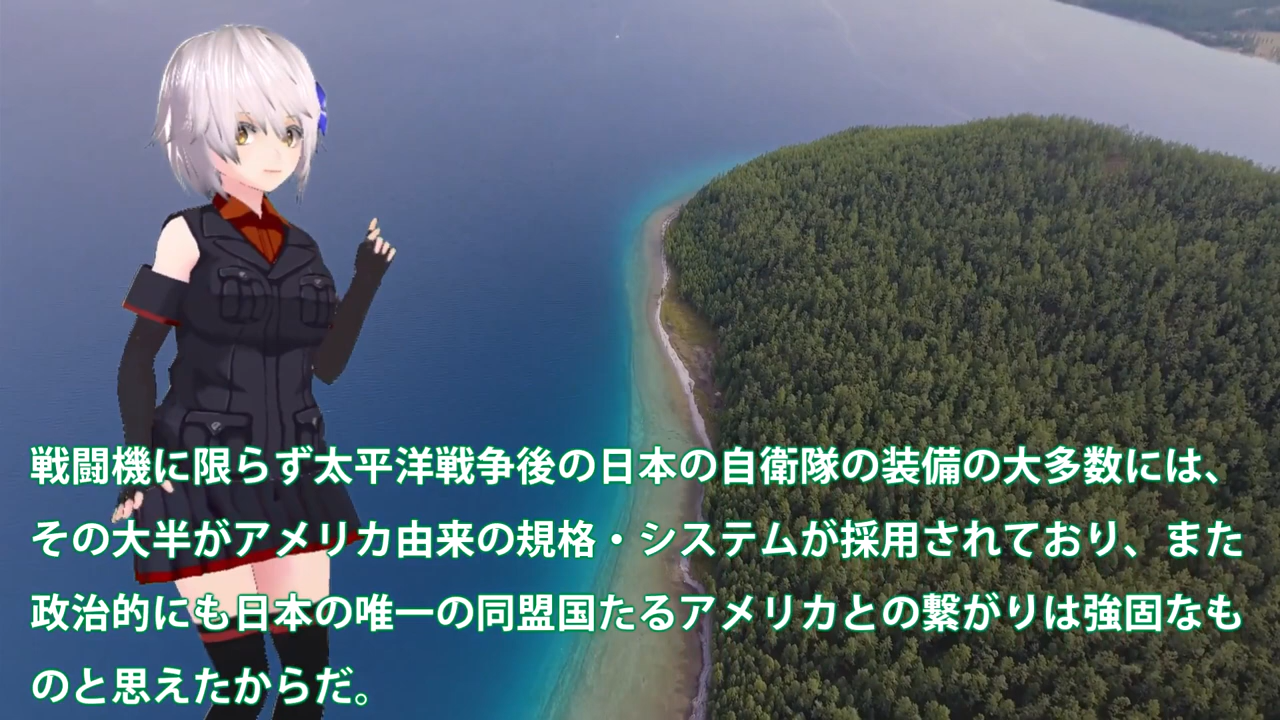 戦闘機に限らず太平洋戦争後の日本の自衛隊の装備の大多数には、
その大半がアメリカ由来の規格・システムが採用されており、また
政治的にも日本の唯一の同盟国たるアメリカとの繋がりは強固なも
のと思えたからだ。